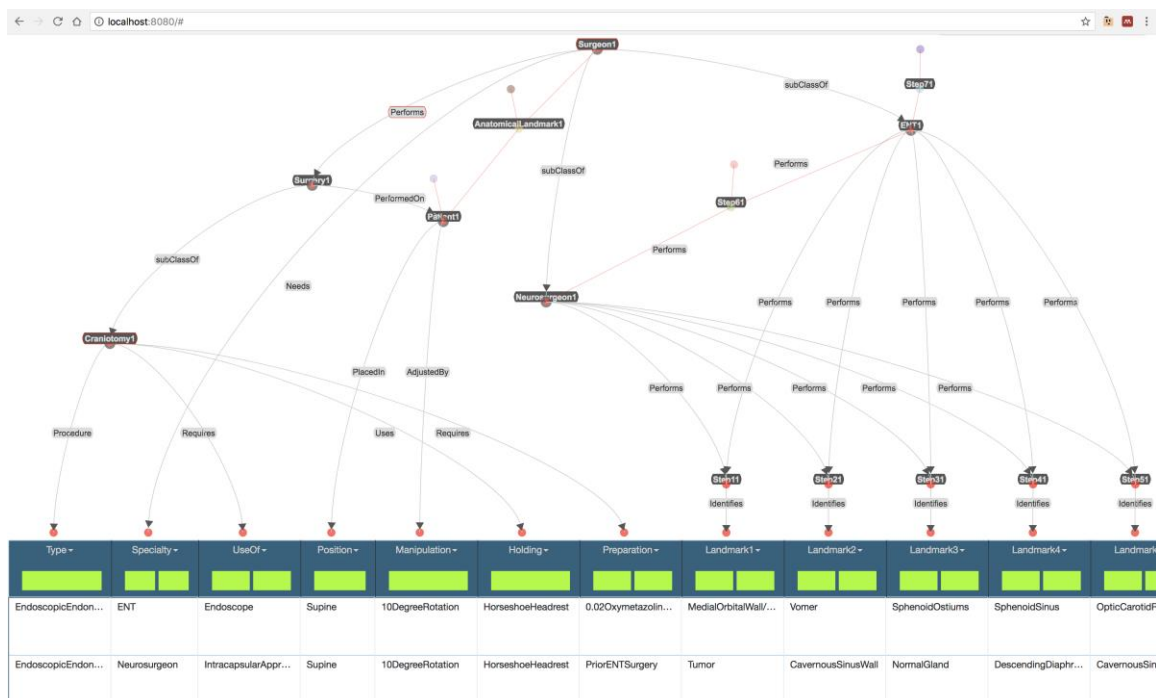 localhost:8080/#
Surgeon1
subClassOf
Step71
Performs
AnatomicalLandmark1
ENT1
subClassOf
Performs
Surgery1
PerformedOn
Step61
Patient1
Performs
subClassOf
Needs
Neurosurgeon1
Performs
Performs
Performs
Performs
Performs
Craniotomy1
PlacedIn
AdjustedBy
Performs
Performs
Performs
Performs
Performs
Procedure
Requires
Uses
Requires
Step11
Step21
Step31
Step41
Step51
Identifies
Identifies
Identifies
Identifies
Identifies
Type Specialty UseOf Position Manipulation Holding Preparation Landmark1 Landmark2 Landmark3 Landmark4 Landmark
EndoscopicEndon... ENT Endoscope Supine 10DegreeRotation HorseshoeHeadrest 0.02Oxymetazolin... MedialOrbitalWall/... Vomer SphenoidOstiums SphenoidSinus OpticCarotidF
EndoscopicEndon... Neurosurgeon IntracapsularAppr... Supine 10DegreeRotation HorseshoeHeadrest PriorENTSurgery Tumor CavernousSinusWall NormalGland DescendingDiaphr... CavernousSin